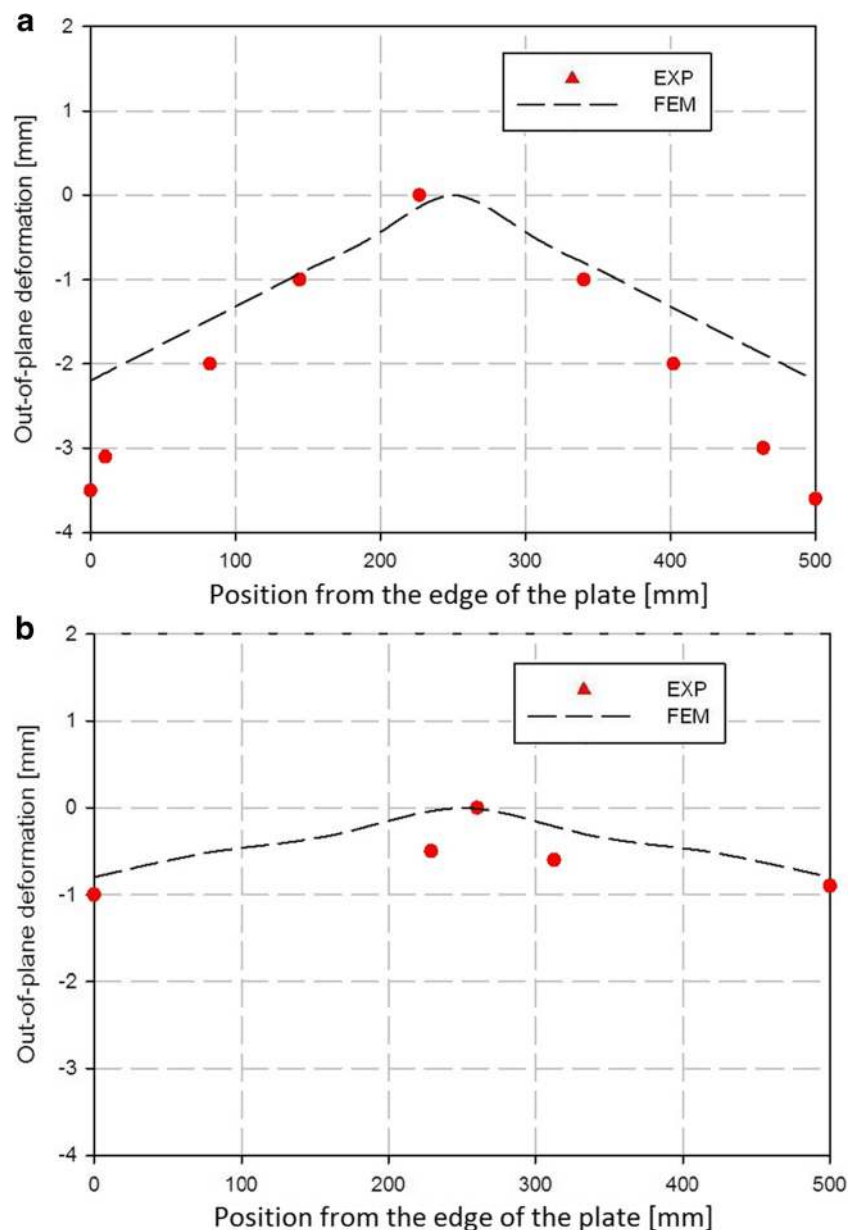 a
2
EXP
FEM
1
0
-1
-2
-3
-4
Out-of-plane deformation [mm]
0 100 200 300 400 500
Position from the edge of the plate [mm]
b
2
EXP
FEM
1
0
-1
-2
-3
-4
Out-of-plane deformation [mm]
0 100 200 300 400 500
Position from the edge of the plate [mm]